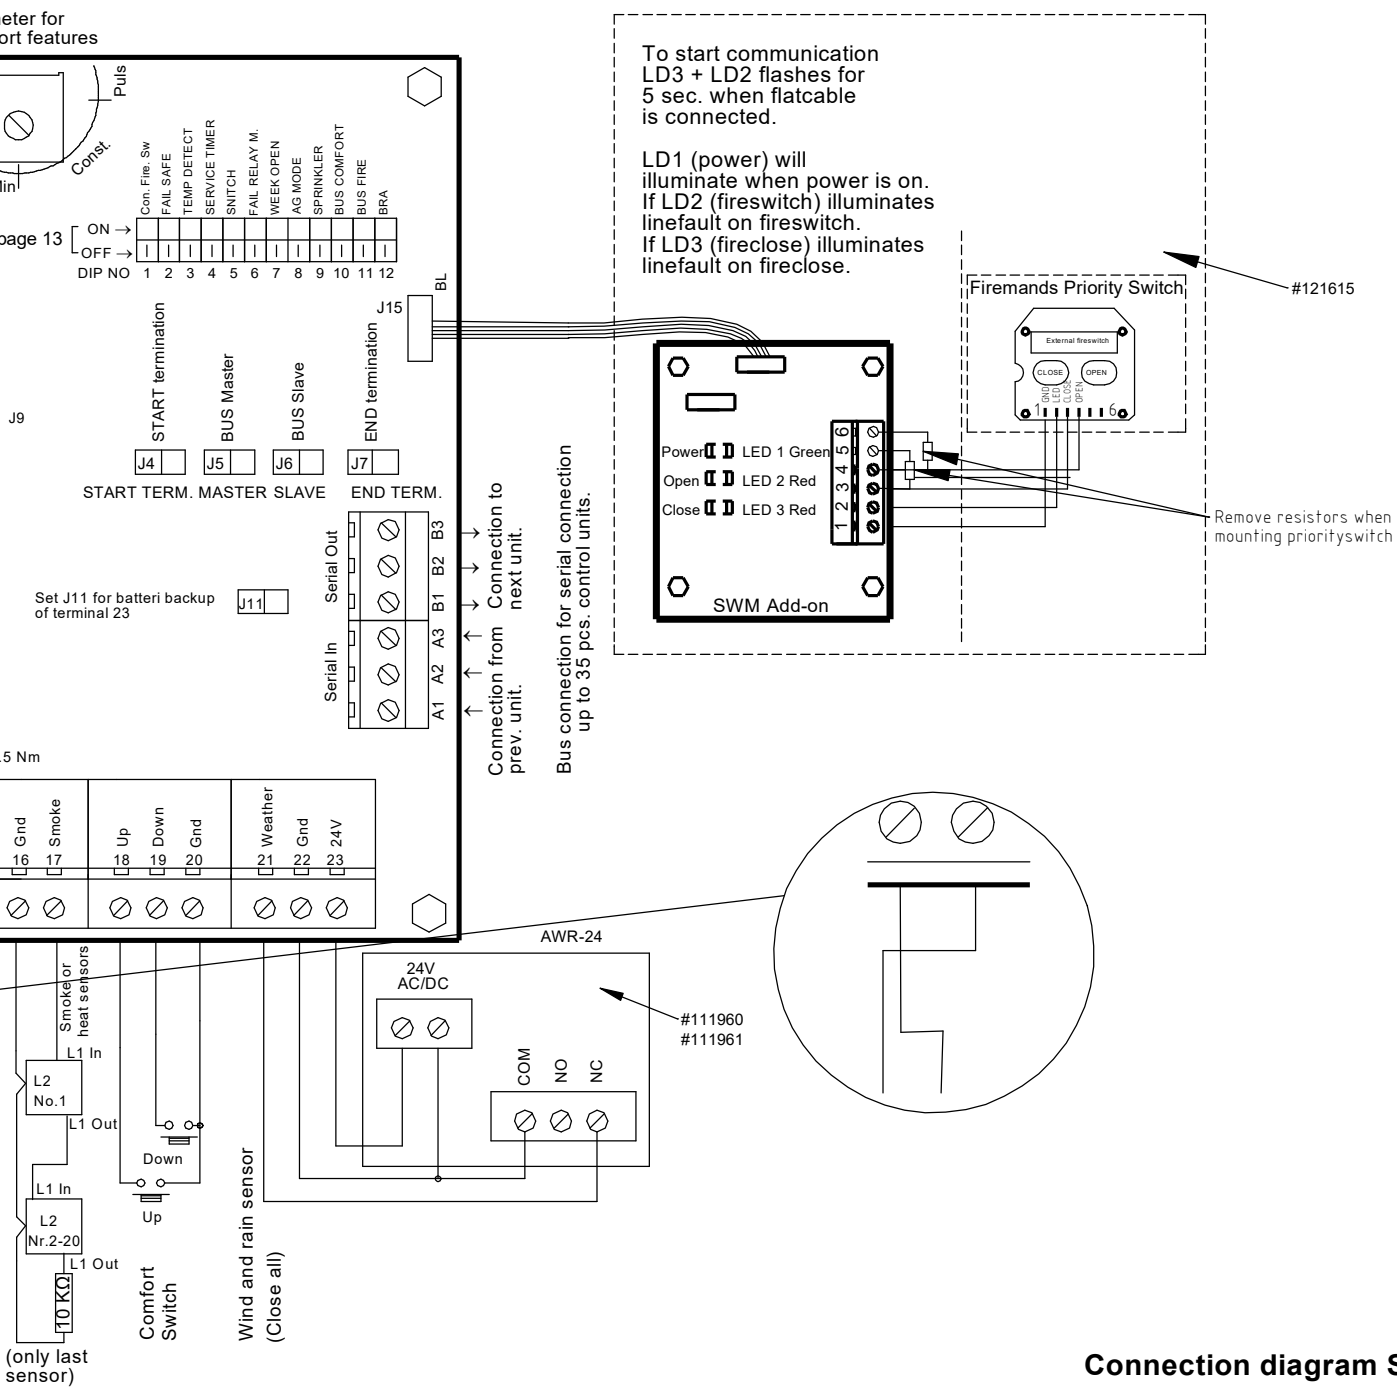 eter for
ort features
Puls
Const.
Min
Con. Fire. Sw
FAIL SAFE
TEMP DETECT
SERVICE TIMER
SNITCH
FAIL RELAY M.
WEEK OPEN
AG MODE
SPRINKLER
BUS COMFORT
BUS FIRE
BRA
page 13
ON →
OFF →
DIP NO 1 2 3 4 5 6 7 8 9 10 11 12
J15
BL
START termination
BUS Master
BUS Slave
END termination
J9
J4
J5
J6
J7
START TERM. MASTER SLAVE END TERM.
Serial Out
B3
B2
B1
Connection to
next unit.
Set J11 for batteri backup
of terminal 23
J11
Serial In
A3
A2
A1
Connection from
prev. unit.
Bus connection for serial connection
up to 35 pcs. control units.
To start communication
LD3 + LD2 flashes for
5 sec. when flatcable
is connected.
LD1 (power) will
illuminate when power is on.
If LD2 (fireswitch) illuminates
linefault on fireswitch.
If LD3 (fireclose) illuminates
linefault on fireclose.
#121615
Firemands Priority Switch
External fireswitch
CLOSE
OPEN
GND
LED
CLOSE
OPEN
1
6
Power LED 1 Green
Open LED 2 Red
Close LED 3 Red
6
5
4
3
2
1
SWM Add-on
Remove resistors when
mounting priorityswitch
.5 Nm
Gnd
Smoke
Up
Down
Gnd
Weather
Gnd
24V
16 17 18 19 20 21 22 23
Smoke or
heat sensors
L1 In
L2
No.1
L1 Out
L1 In
L2
Nr.2-20
L1 Out
10 KΩ
(only last
sensor)
Down
Up
Comfort
Switch
Wind and rain sensor
(Close all)
AWR-24
24V
AC/DC
COM
NO
NC
#111960
#111961
Connection diagram S